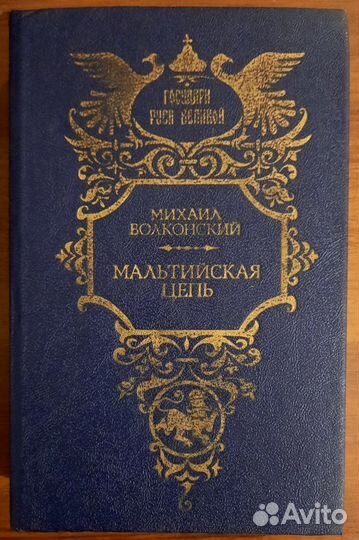 ГОСУДАРИ
РУСИ ВЕЛИКОЙ
МИХАИЛ
ВОЛКОНСКИЙ
МАЛЬТИЙСКАЯ
ЦЕПЬ
Avito